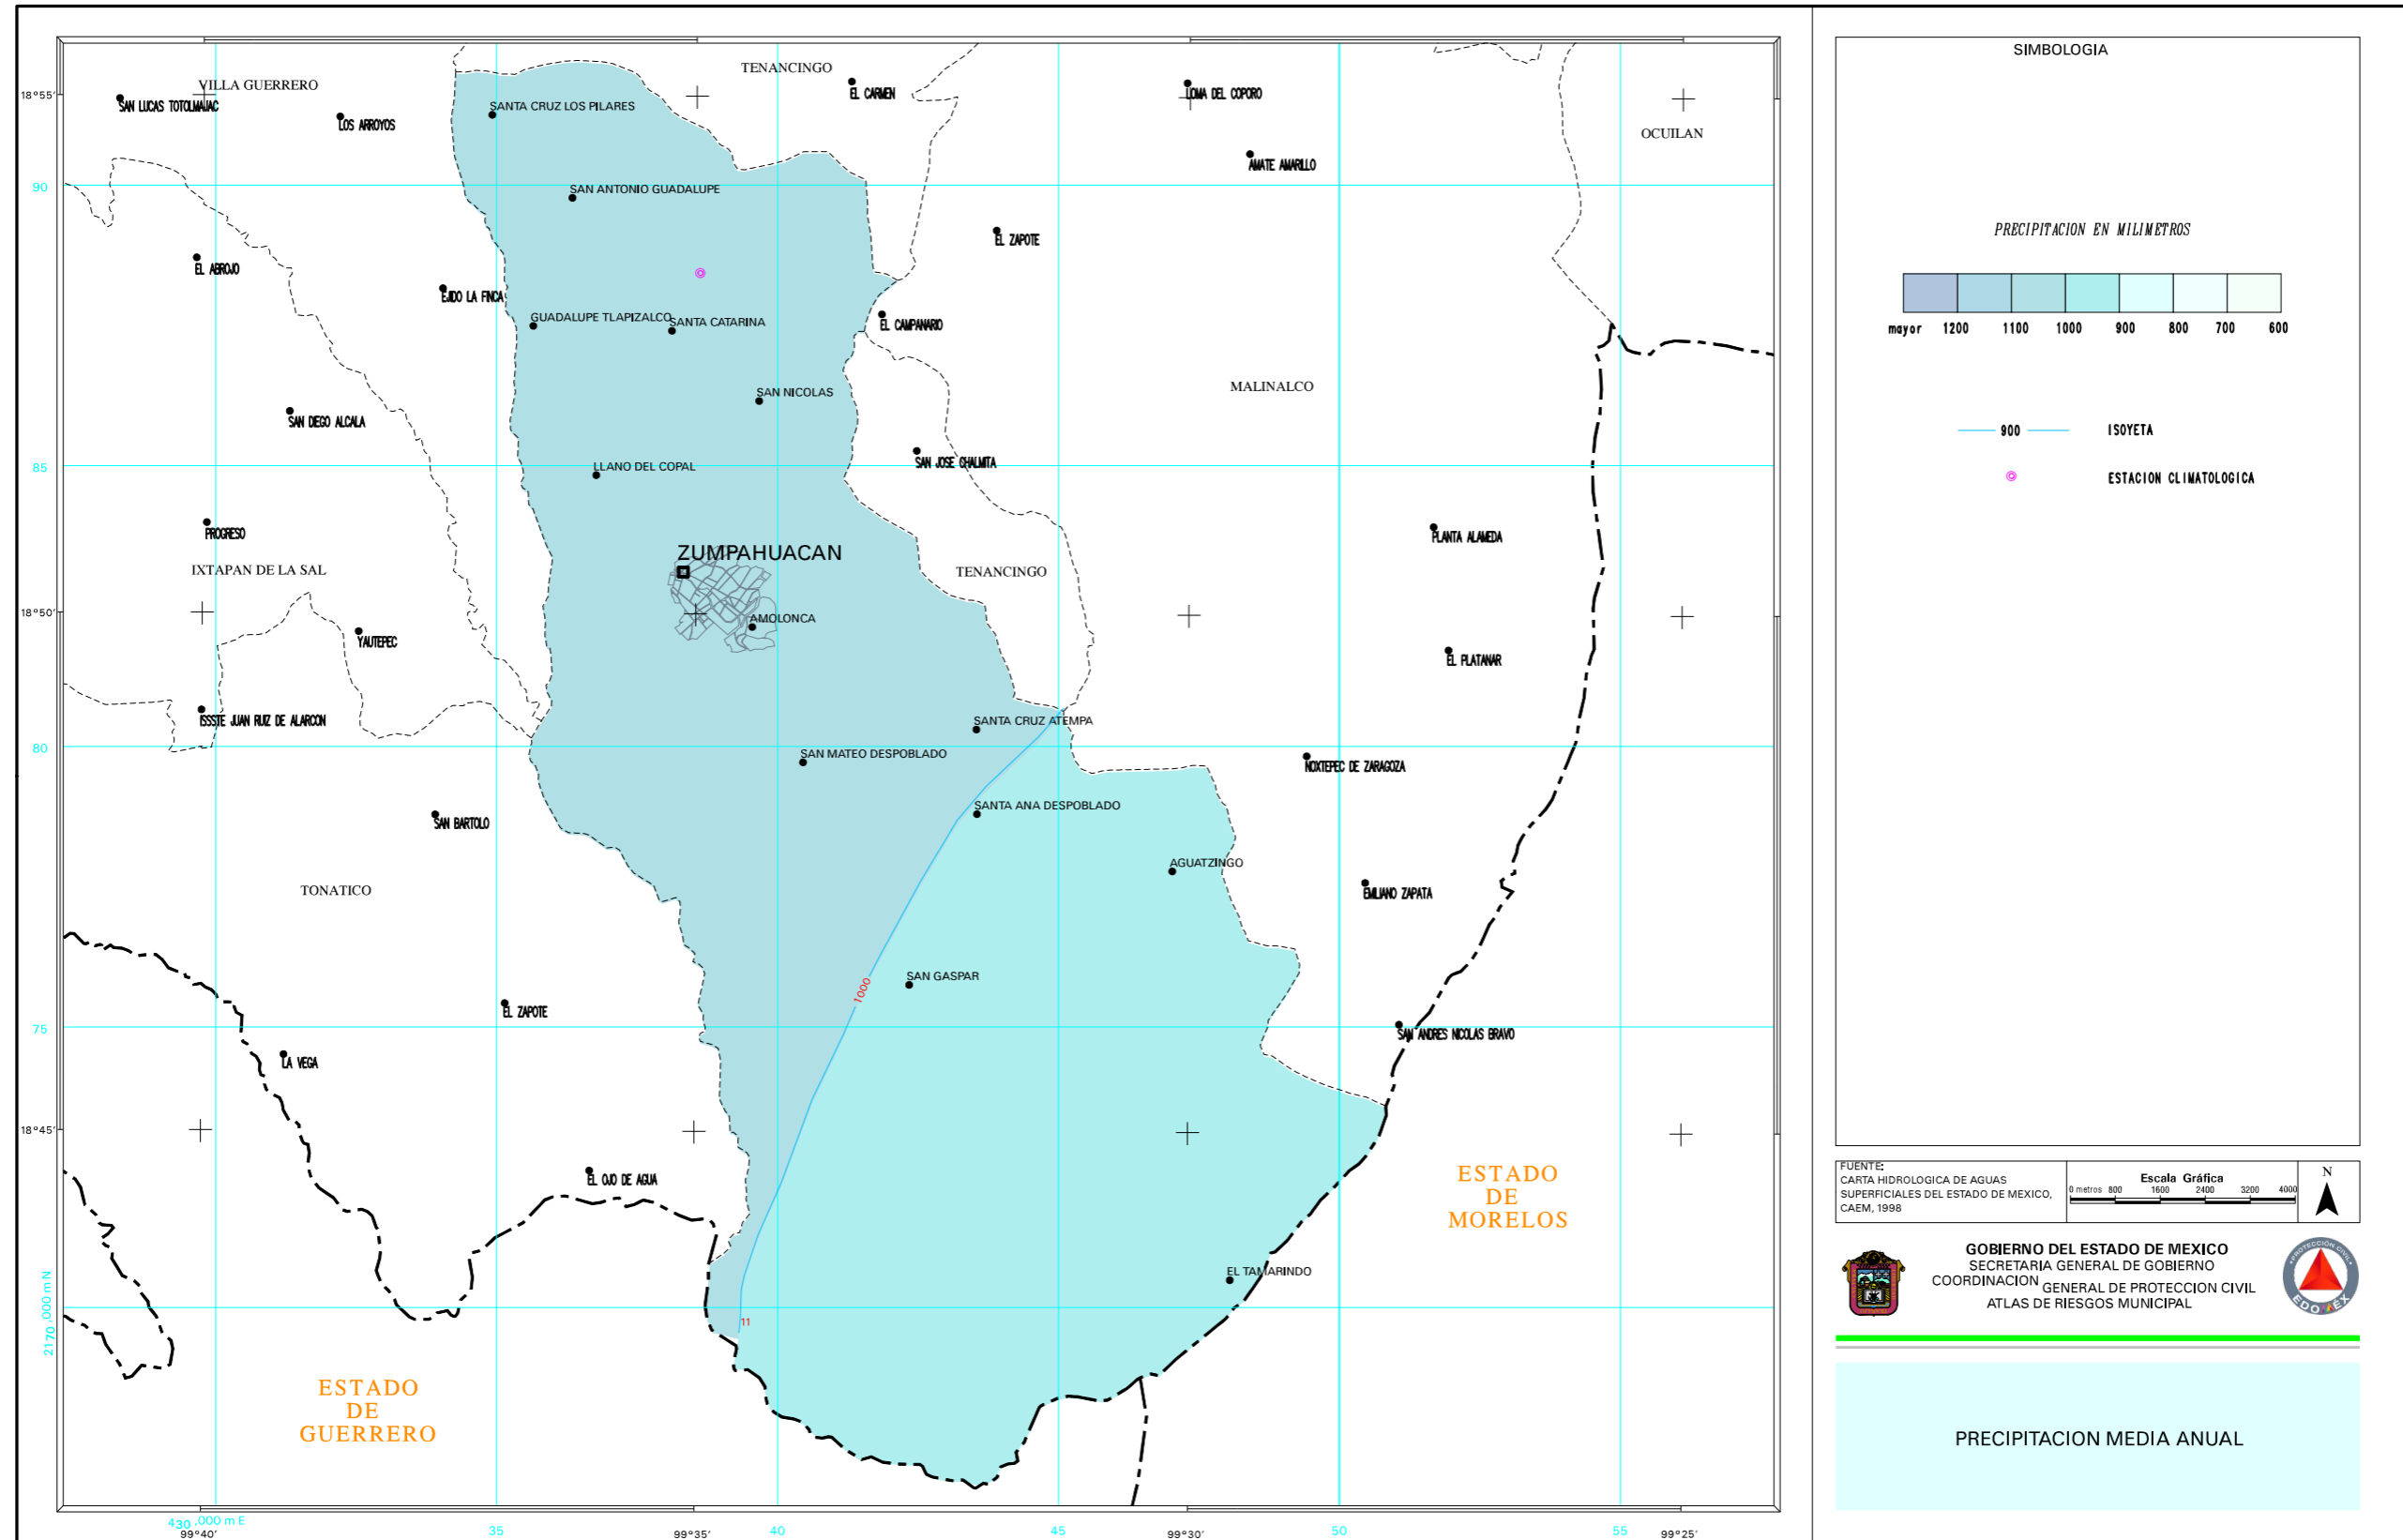 VILLA GUERRERO
TENANCINGO
SAN LUCAS TOTOLMAJAC
LOS ARROYOS
SANTA CRUZ LOS PILARES
EL CARMEN
LOMA DEL COPORO
OCUILAN
AMATE AMARILLO
SAN ANTONIO GUADALUPE
EL ZAPOTE
EL ABROJO
EJIDO LA FINCA
GUADALUPE TLAPIZALCO
SANTA CATARINA
EL CAMPANARIO
MALINALCO
SAN NICOLAS
SAN DIEGO ALCALA
LLANO DEL COPAL
SAN JOSE CHALMITA
PROGRESO
PLANTA ALAMEDA
ZUMPAHUACAN
IXTAPAN DE LA SAL
TENANCINGO
AMOLONCA
YAUTEPEC
EL PLATANAR
ISSSTE JUAN RUIZ DE ALARCON
SANTA CRUZ ATEMPA
SAN MATEO DESPOBLADO
NOXTEPEC DE ZARAGOZA
SAN BARTOLO
SANTA ANA DESPOBLADO
AGUATZINGO
TONATICO
EMILIANO ZAPATA
SAN GASPAR
1000
EL ZAPOTE
SAN ANDRES NICOLAS BRAVO
LA VEGA
EL OJO DE AGUA
ESTADO
DE
MORELOS
EL TAMARINDO
11
ESTADO
DE
GUERRERO
18°55'
90
85
18°50'
80
75
18°45'
2170 ,000 m N
430 ,000 m E
99°40'
35
99°35'
40
45
99°30'
50
55
99°25'
SIMBOLOGIA
PRECIPITACION EN MILIMETROS
mayor 1200 1100 1000 900 800 700 600
900 ISOYETA
ESTACION CLIMATOLOGICA
FUENTE:
CARTA HIDROLOGICA DE AGUAS
SUPERFICIALES DEL ESTADO DE MEXICO,
CAEM, 1998
Escala Gráfica
0 metros 800 1600 2400 3200 4000
N
GOBIERNO DEL ESTADO DE MEXICO
SECRETARIA GENERAL DE GOBIERNO
COORDINACION GENERAL DE PROTECCION CIVIL
ATLAS DE RIESGOS MUNICIPAL
PROTECCIÓN CIVIL
EDOMEX
PRECIPITACION MEDIA ANUAL